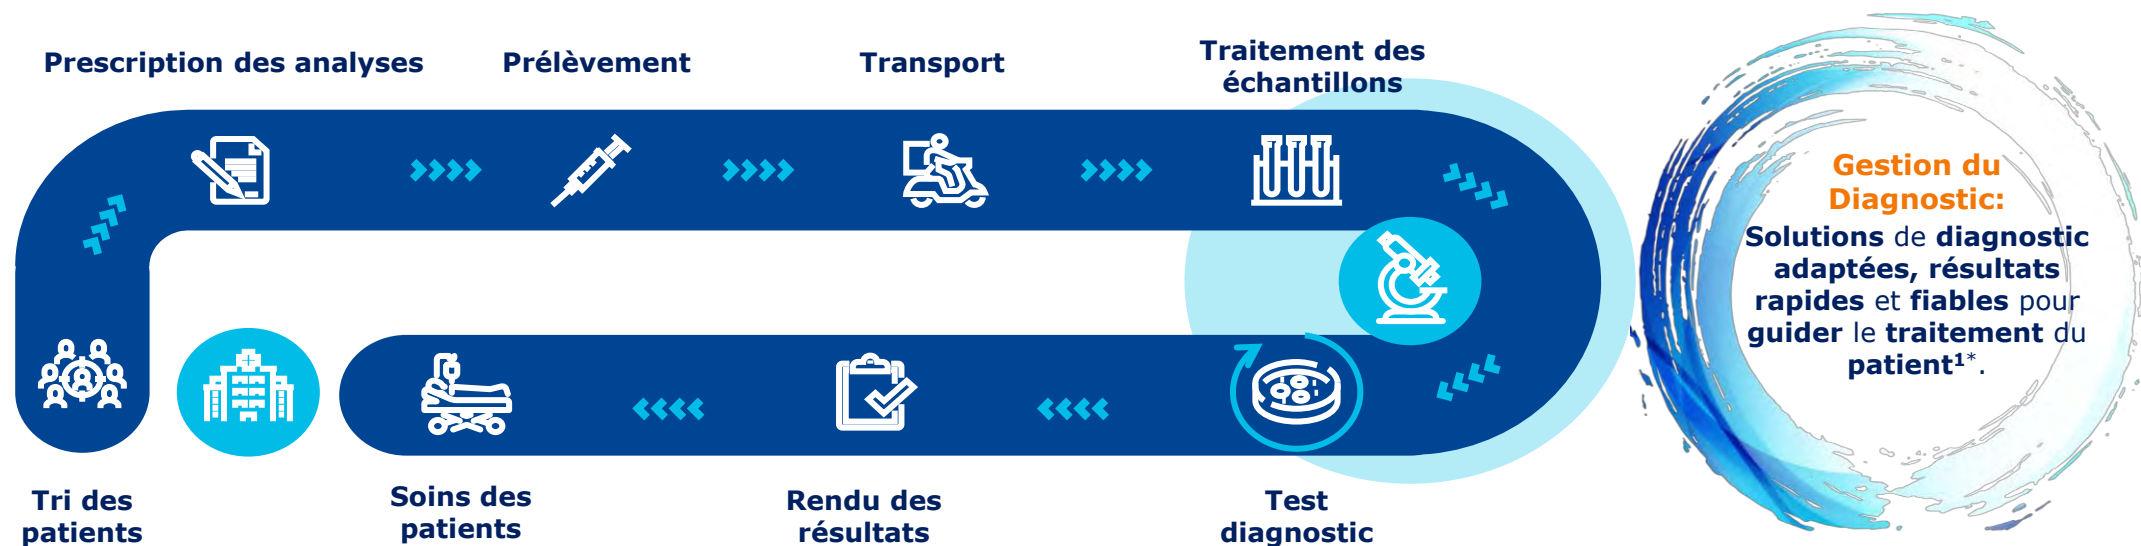 Prescription des analyses
Prélèvement
Transport
Traitement des
échantillons
Tri des
patients
Soins des
patients
Rendu des
résultats
Test
diagnostic
Gestion du
Diagnostic:
Solutions de diagnostic
adaptées, résultats
rapides et fiables pour
guider le traitement du
patient¹*.